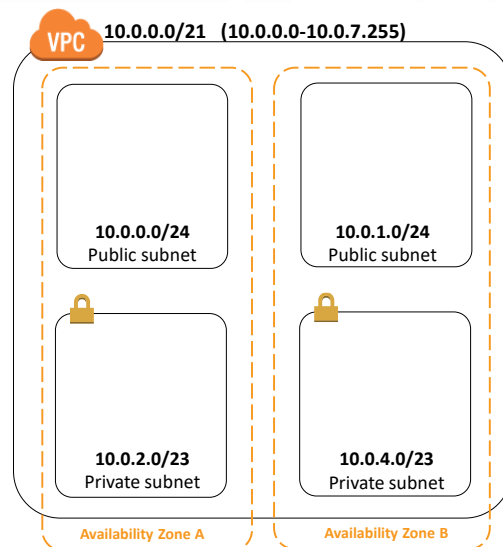 VPC
10.0.0.0/21 (10.0.0.0-10.0.7.255)
10.0.0.0/24
Public subnet
10.0.1.0/24
Public subnet
10.0.2.0/23
Private subnet
10.0.4.0/23
Private subnet
Availability Zone A
Availability Zone B